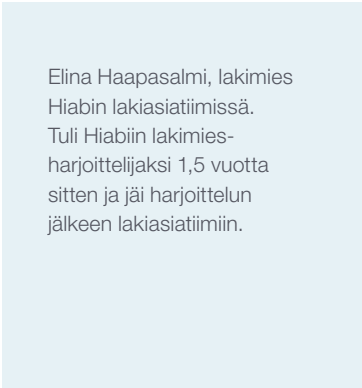 Elina Haapasalmi, lakimies
Hiabin lakiasiatiimissä.
Tuli Hiabiin lakimies-
harjoittelijaksi 1,5 vuotta
sitten ja jäi harjoittelun
jälkeen lakiasiatiimiin.